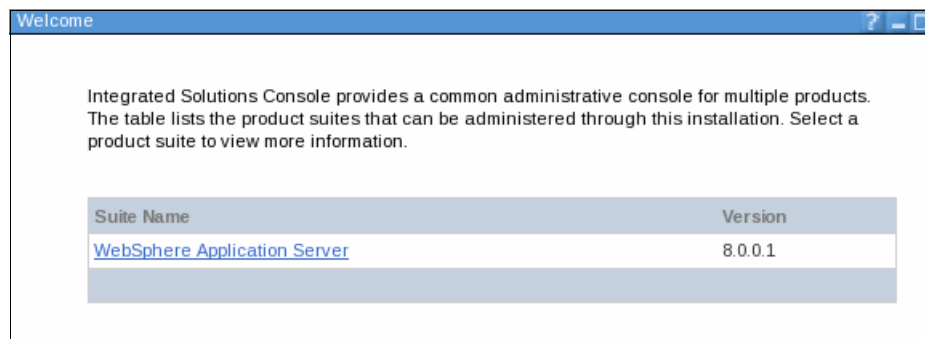 Welcome ?
Integrated Solutions Console provides a common administrative console for multiple products.
The table lists the product suites that can be administered through this installation. Select a
product suite to view more information.
Suite Name Version
WebSphere Application Server 8.0.0.1